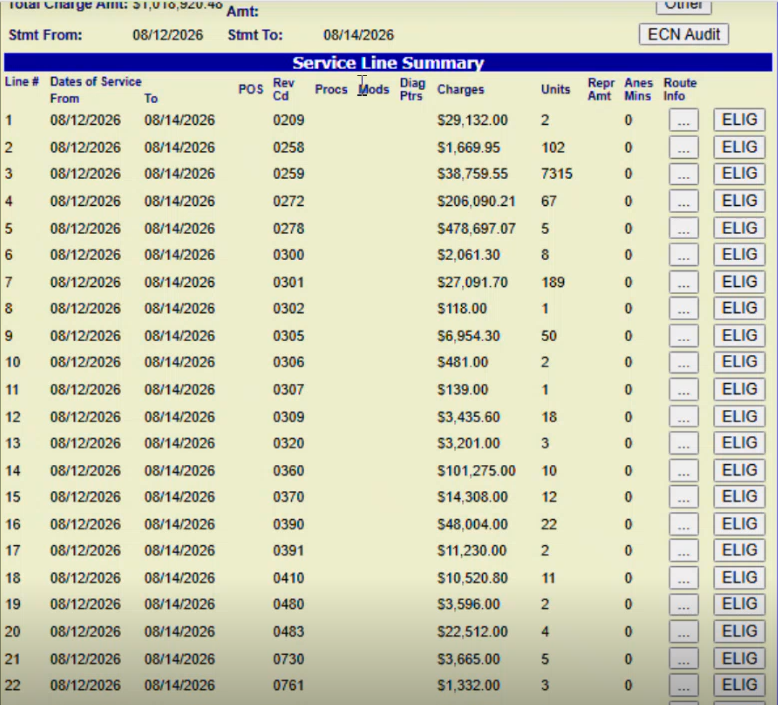 Total Charge Amt: $1,018,920.48 Amt: Other
Stmt From: 08/12/2026 Stmt To: 08/14/2026 ECN Audit
Service Line Summary
Line # Dates of Service From To POS Rev Cd Procs Mods Diag Ptrs Charges Units Repr Amt Anes Mins Route Info
1 08/12/2026 08/14/2026 0209 $29,132.00 2 0 ... ELIG
2 08/12/2026 08/14/2026 0258 $1,669.95 102 0 ... ELIG
3 08/12/2026 08/14/2026 0259 $38,759.55 7315 0 ... ELIG
4 08/12/2026 08/14/2026 0272 $206,090.21 67 0 ... ELIG
5 08/12/2026 08/14/2026 0278 $478,697.07 5 0 ... ELIG
6 08/12/2026 08/14/2026 0300 $2,061.30 8 0 ... ELIG
7 08/12/2026 08/14/2026 0301 $27,091.70 189 0 ... ELIG
8 08/12/2026 08/14/2026 0302 $118.00 1 0 ... ELIG
9 08/12/2026 08/14/2026 0305 $6,954.30 50 0 ... ELIG
10 08/12/2026 08/14/2026 0306 $481.00 2 0 ... ELIG
11 08/12/2026 08/14/2026 0307 $139.00 1 0 ... ELIG
12 08/12/2026 08/14/2026 0309 $3,435.60 18 0 ... ELIG
13 08/12/2026 08/14/2026 0320 $3,201.00 3 0 ... ELIG
14 08/12/2026 08/14/2026 0360 $101,275.00 10 0 ... ELIG
15 08/12/2026 08/14/2026 0370 $14,308.00 12 0 ... ELIG
16 08/12/2026 08/14/2026 0390 $48,004.00 22 0 ... ELIG
17 08/12/2026 08/14/2026 0391 $11,230.00 2 0 ... ELIG
18 08/12/2026 08/14/2026 0410 $10,520.80 11 0 ... ELIG
19 08/12/2026 08/14/2026 0480 $3,596.00 2 0 ... ELIG
20 08/12/2026 08/14/2026 0483 $22,512.00 4 0 ... ELIG
21 08/12/2026 08/14/2026 0730 $3,665.00 5 0 ... ELIG
22 08/12/2026 08/14/2026 0761 $1,332.00 3 0 ... ELIG